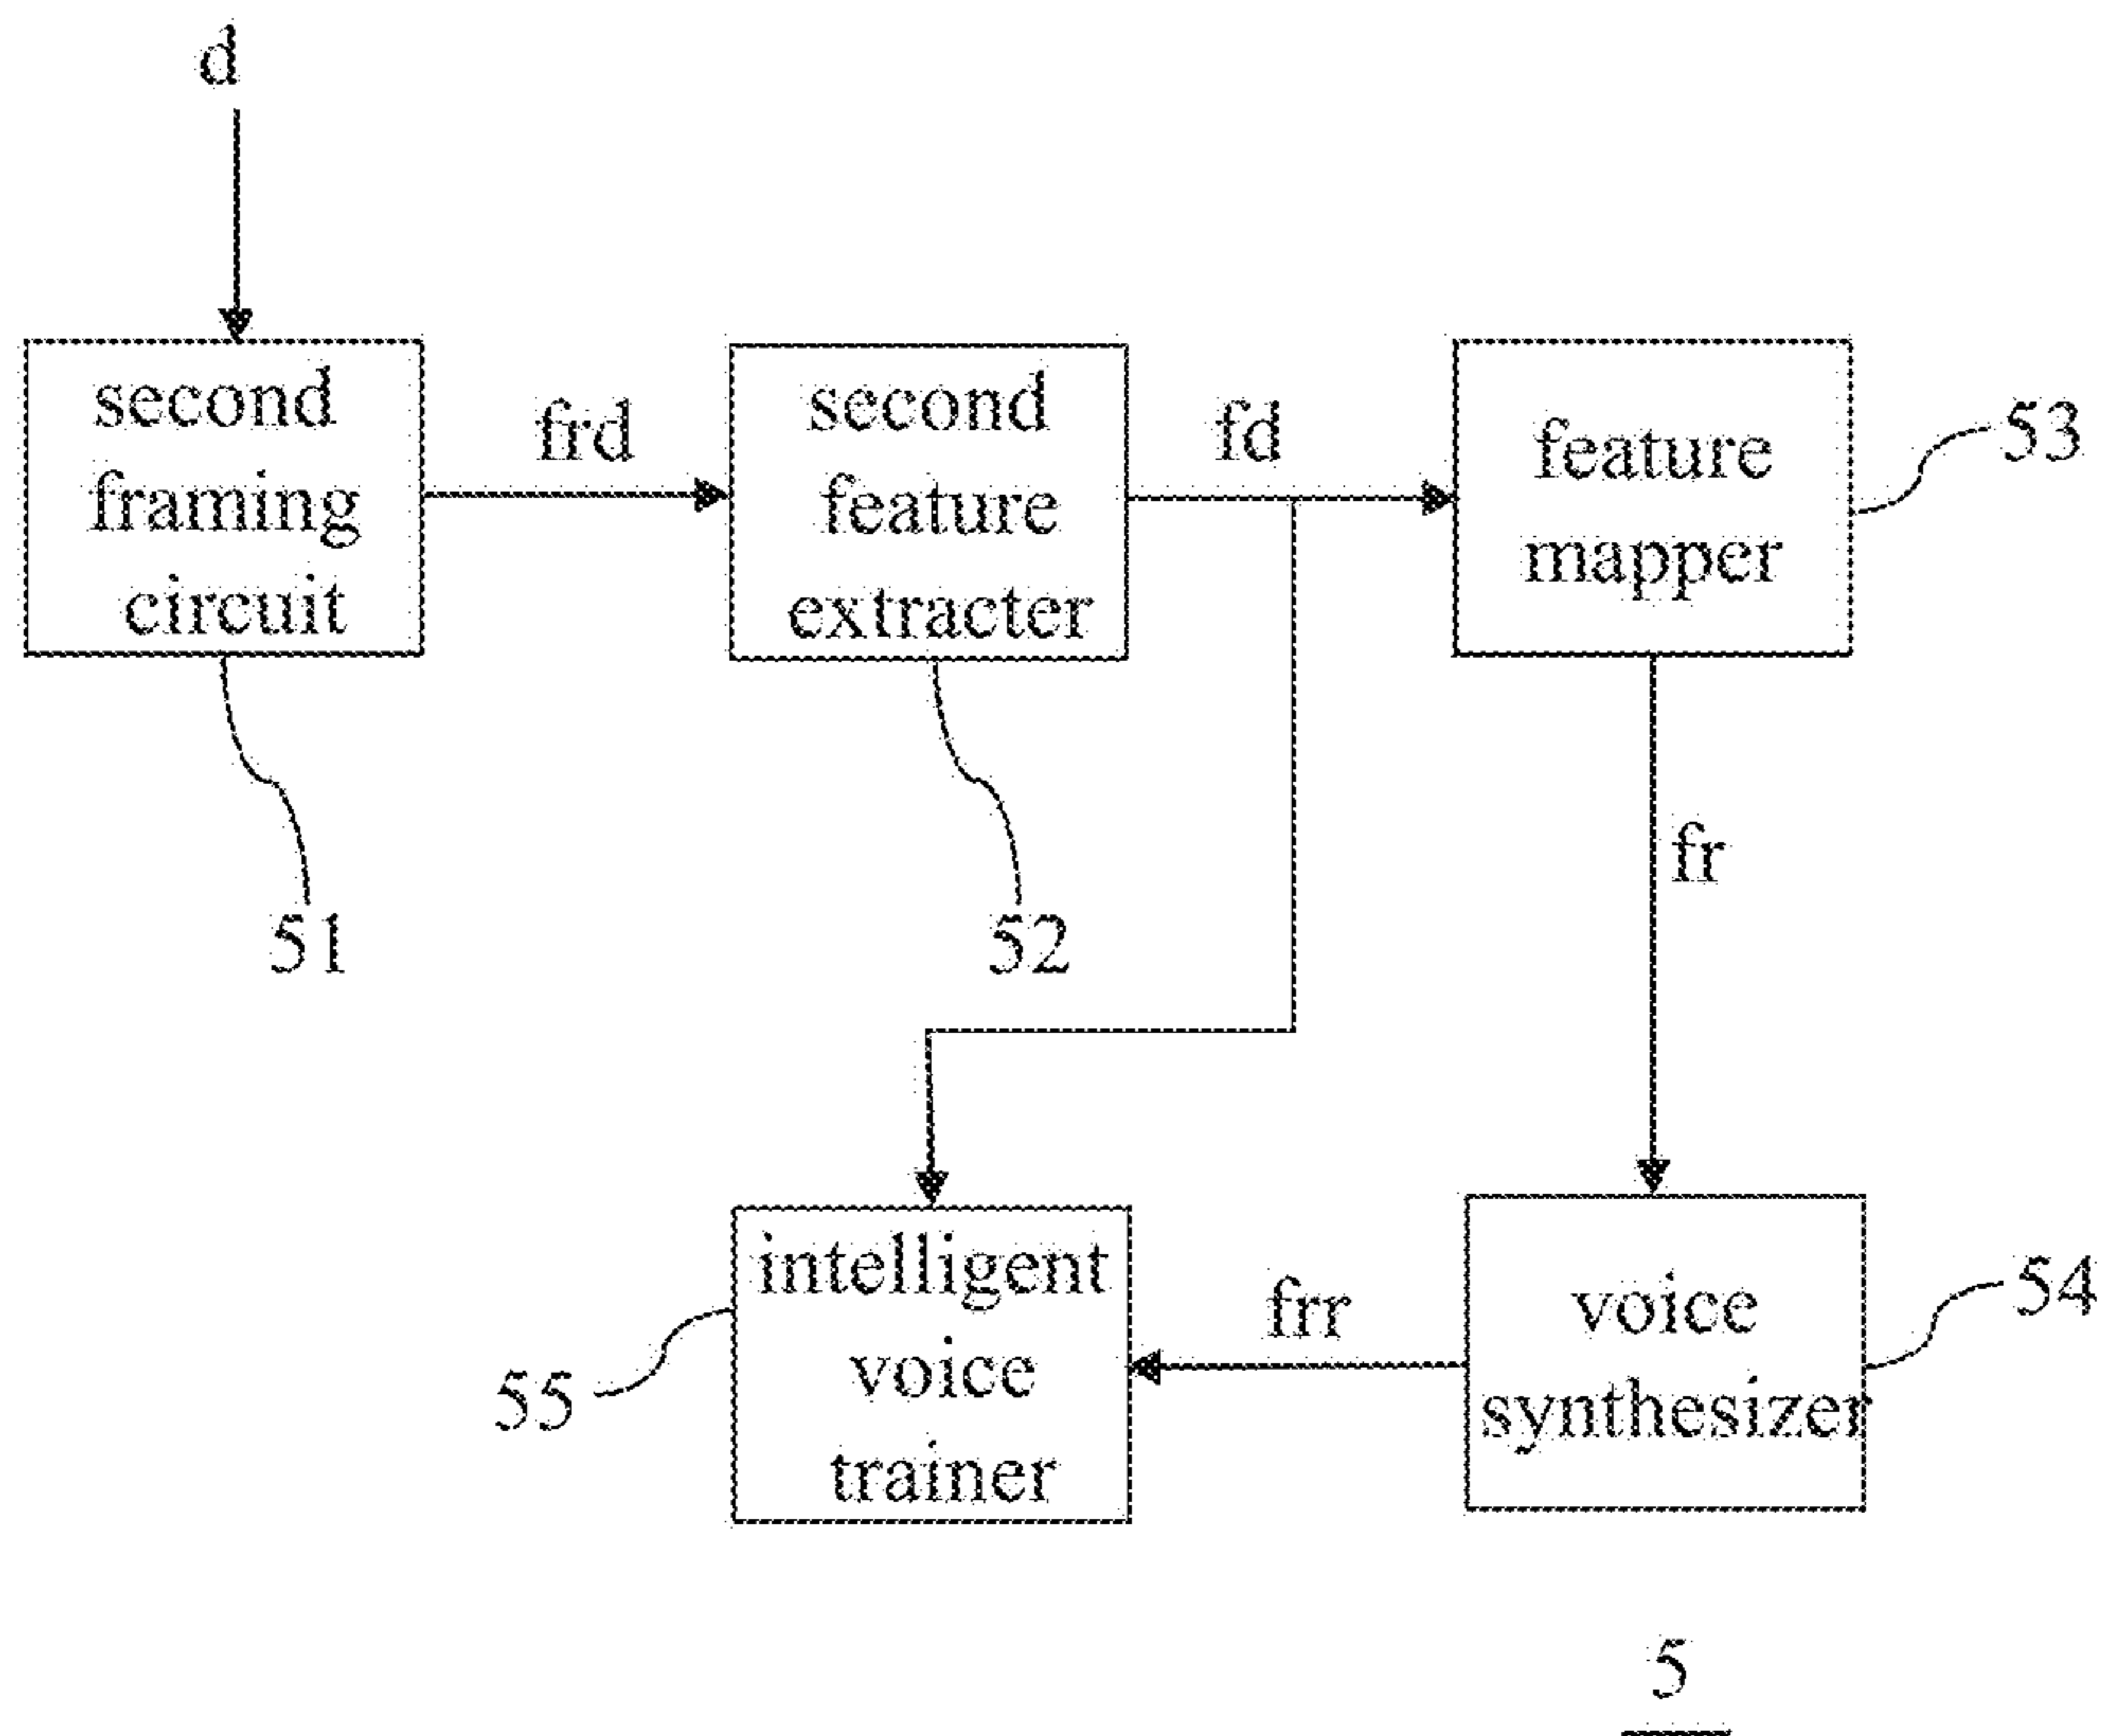 d
second
framing
circuit
frd
second
feature
extracter
fd
feature
mapper
53
51
52
fr
intelligent
voice
trainer
55
frr
voice
synthesizer
54
5